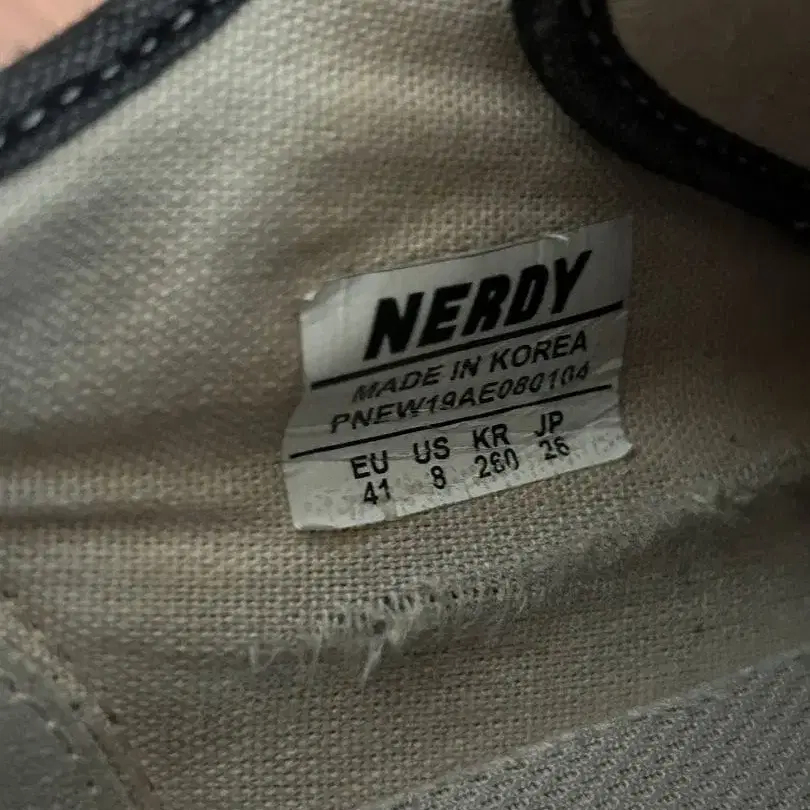 NERDY
MADE IN KOREA
PNEW19AE080104
EU US KR JP
41 8 260 26